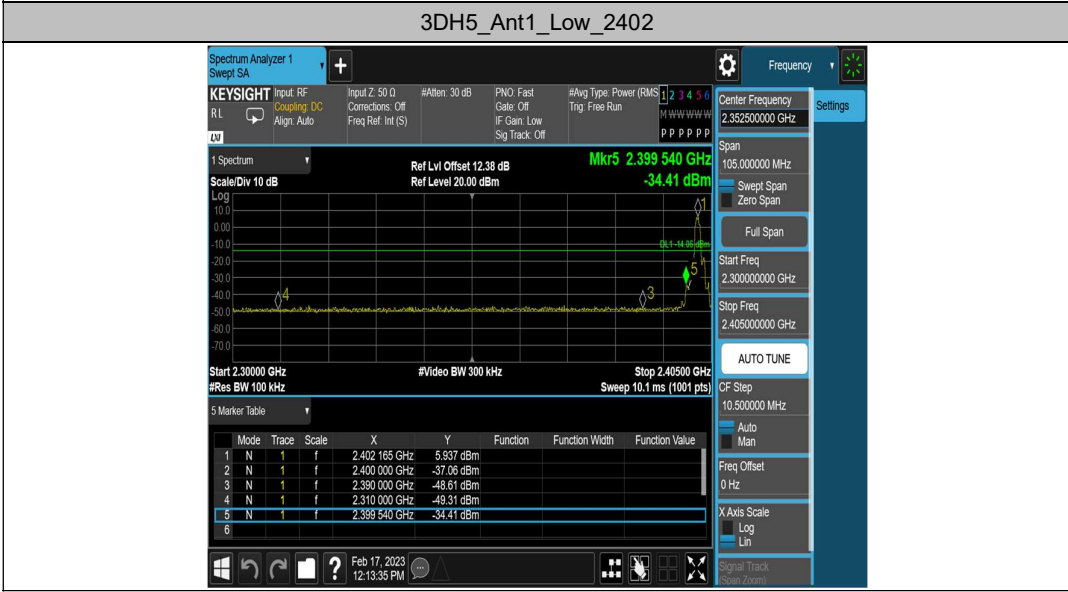 3DH5_Ant1_Low_2402
Spectrum Analyzer 1
Swept SA
+
Frequency
KEYSIGHT
RL
LXI
Input: RF
Coupling: DC
Align: Auto
Input Z: 50 Ω
Corrections: Off
Freq Ref: Int (S)
#Atten: 30 dB
PNO: Fast
Gate: Off
IF Gain: Low
Sig Track: Off
#Avg Type: Power (RMS
Trig: Free Run
1 2 3 4 5 6
M W W W W W
P P P P P P
1 Spectrum
Scale/Div 10 dB
Ref Lvl Offset 12.38 dB
Ref Level 20.00 dBm
Mkr5 2.399 540 GHz
-34.41 dBm
Log
10.0
0.00
-10.0
-20.0
-30.0
-40.0
-50.0
-60.0
-70.0
1
DL1 -14.06 dBm
5
3
4
Start 2.30000 GHz
#Video BW 300 kHz
Stop 2.40500 GHz
#Res BW 100 kHz
Sweep 10.1 ms (1001 pts)
5 Marker Table
Mode Trace Scale X Y Function Function Width Function Value
1 N 1 f 2.402 165 GHz 5.937 dBm
2 N 1 f 2.400 000 GHz -37.06 dBm
3 N 1 f 2.390 000 GHz -48.61 dBm
4 N 1 f 2.310 000 GHz -49.31 dBm
5 N 1 f 2.399 540 GHz -34.41 dBm
6
?
Feb 17, 2023
12:13:35 PM
Center Frequency
2.352500000 GHz
Settings
Span
105.000000 MHz
Swept Span
Zero Span
Full Span
Start Freq
2.300000000 GHz
Stop Freq
2.405000000 GHz
AUTO TUNE
CF Step
10.500000 MHz
Auto
Man
Freq Offset
0 Hz
X Axis Scale
Log
Lin
Signal Track
(Span Zoom)